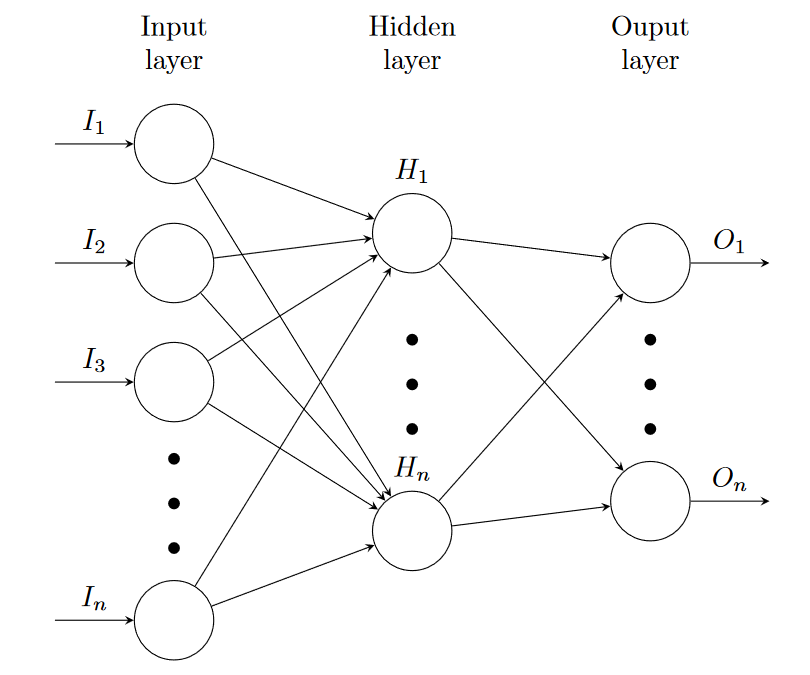 Input
layer
Hidden
layer
Ouput
layer
I₁
H₁
I₂
O₁
I₃
Hₙ
Oₙ
Iₙ